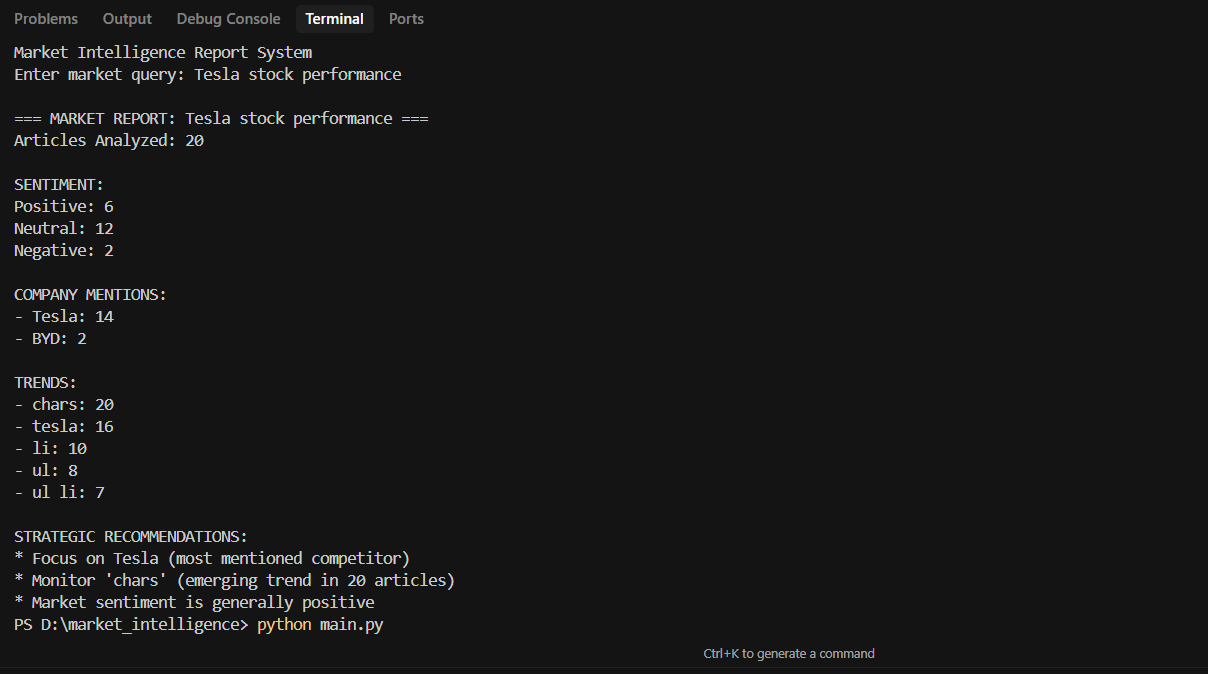 Problems Output Debug Console Terminal Ports
Market Intelligence Report System
Enter market query: Tesla stock performance
=== MARKET REPORT: Tesla stock performance ===
Articles Analyzed: 20
SENTIMENT:
Positive: 6
Neutral: 12
Negative: 2
COMPANY MENTIONS:
- Tesla: 14
- BYD: 2
TRENDS:
- chars: 20
- tesla: 16
- li: 10
- ul: 8
- ul li: 7
STRATEGIC RECOMMENDATIONS:
* Focus on Tesla (most mentioned competitor)
* Monitor 'chars' (emerging trend in 20 articles)
* Market sentiment is generally positive
PS D:\market_intelligence> python main.py
Ctrl+K to generate a command